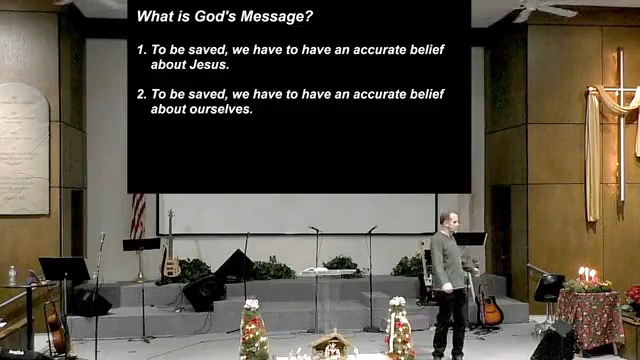 What is God's Message?
1. To be saved, we have to have an accurate belief
about Jesus.
2. To be saved, we have to have an accurate belief
about ourselves.